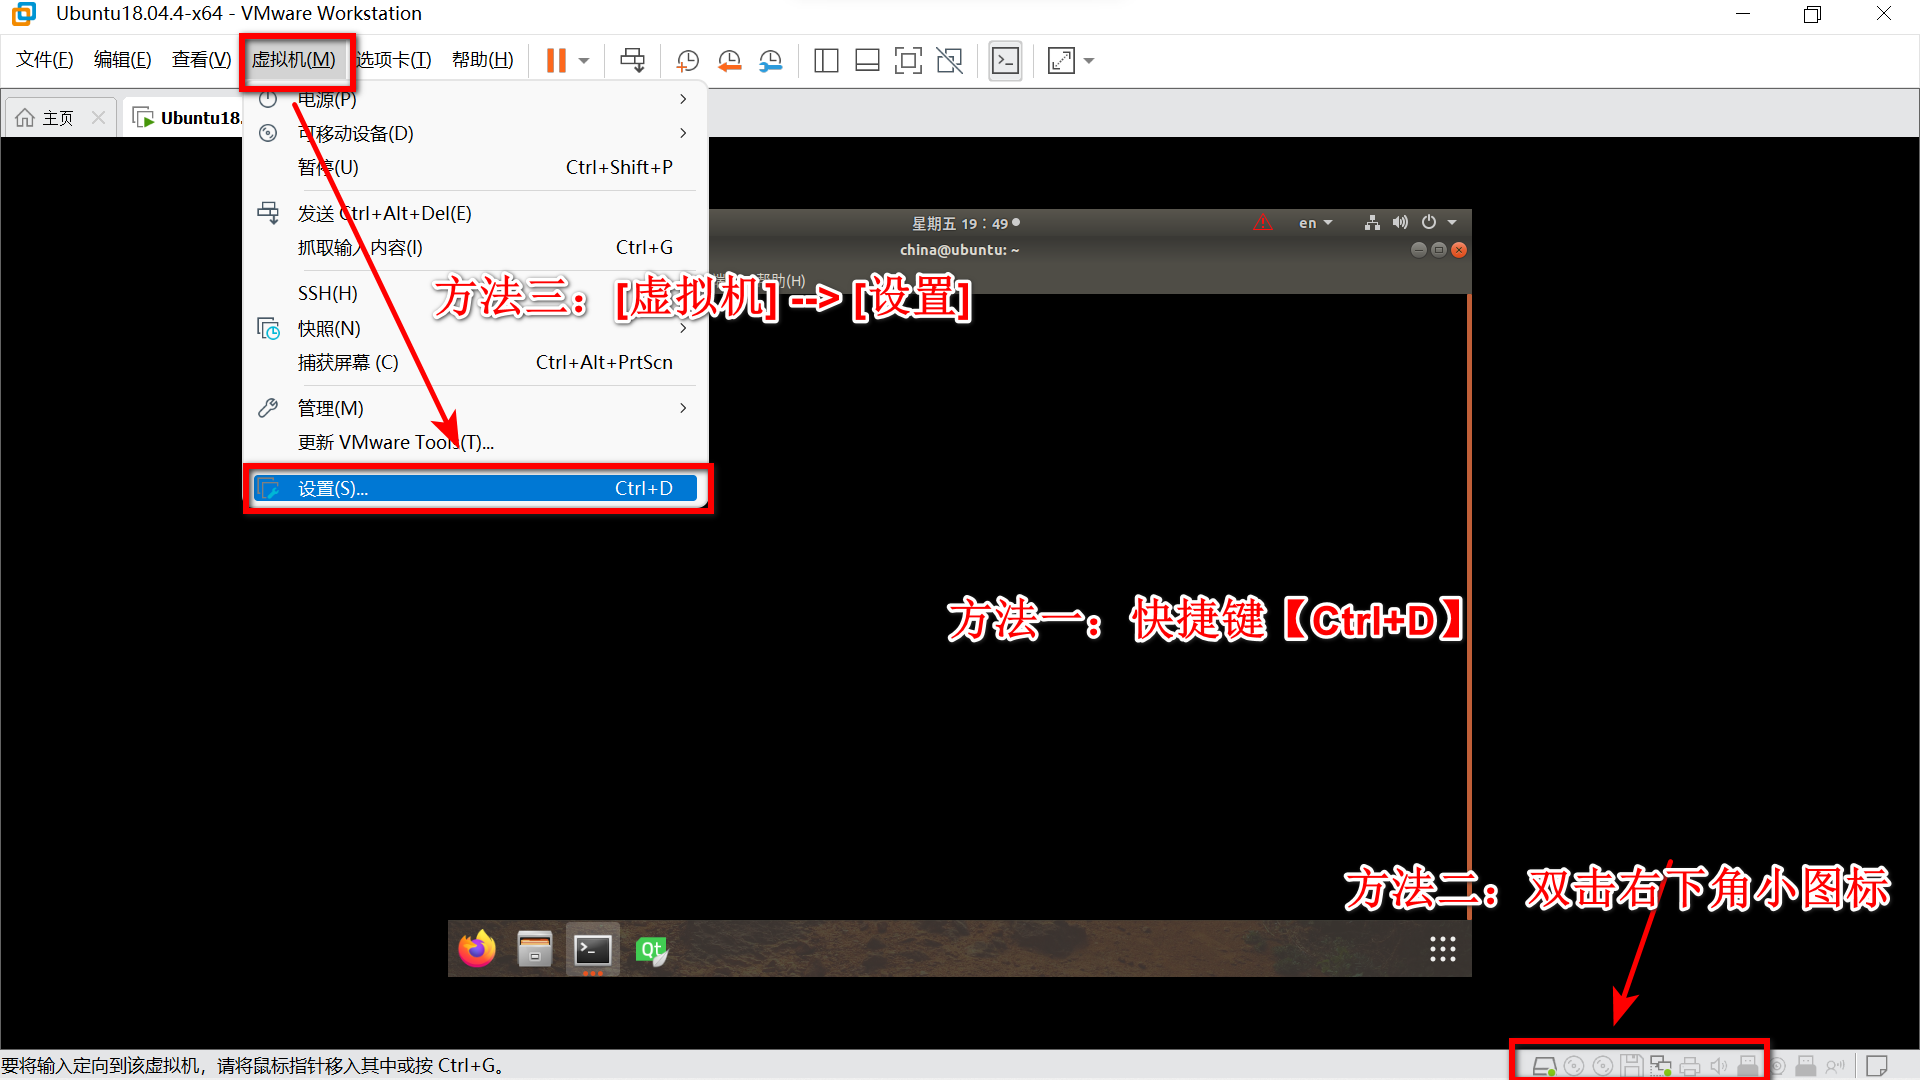 Ubuntu18.04.4-x64 - VMware Workstation
文件(F) 编辑(E) 查看(V) 虚拟机(M) 选项卡(T) 帮助(H)
主页 Ubuntu18.
电源(P)
可移动设备(D)
暂停(U) Ctrl+Shift+P
发送 Ctrl+Alt+Del(E)
抓取输入内容(I) Ctrl+G
SSH(H)
快照(N)
捕获屏幕 (C) Ctrl+Alt+PrtScn
管理(M)
更新 VMware Tools(T)...
设置(S)... Ctrl+D
星期五 19：49 en
china@ubuntu: ~
帮助(H)
方法三：[虚拟机] --> [设置]
方法一：快捷键【Ctrl+D】
方法二：双击右下角小图标
Qt
要将输入定向到该虚拟机，请将鼠标指针移入其中或按 Ctrl+G。